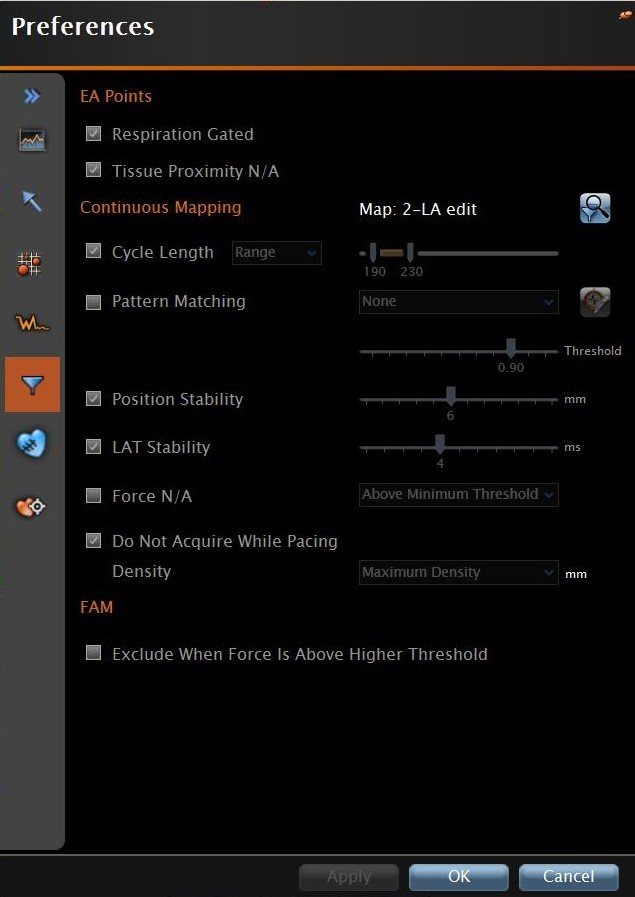 Preferences
EA Points
Respiration Gated
Tissue Proximity N/A
Continuous Mapping Map: 2-LA edit
Cycle Length Range
190 230
Pattern Matching None
Threshold
0.90
Position Stability mm
6
LAT Stability ms
4
Force N/A Above Minimum Threshold
Do Not Acquire While Pacing
Density Maximum Density mm
FAM
Exclude When Force Is Above Higher Threshold
Apply OK Cancel